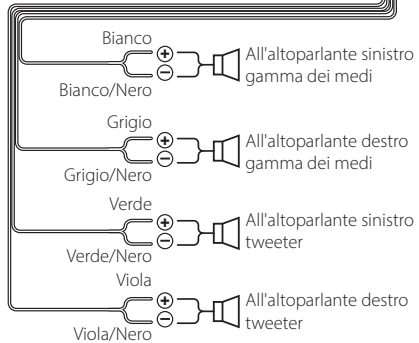 Bianco
Bianco/Nero
All'altoparlante sinistro
gamma dei medi
Grigio
Grigio/Nero
All'altoparlante destro
gamma dei medi
Verde
Verde/Nero
All'altoparlante sinistro
tweeter
Viola
Viola/Nero
All'altoparlante destro
tweeter